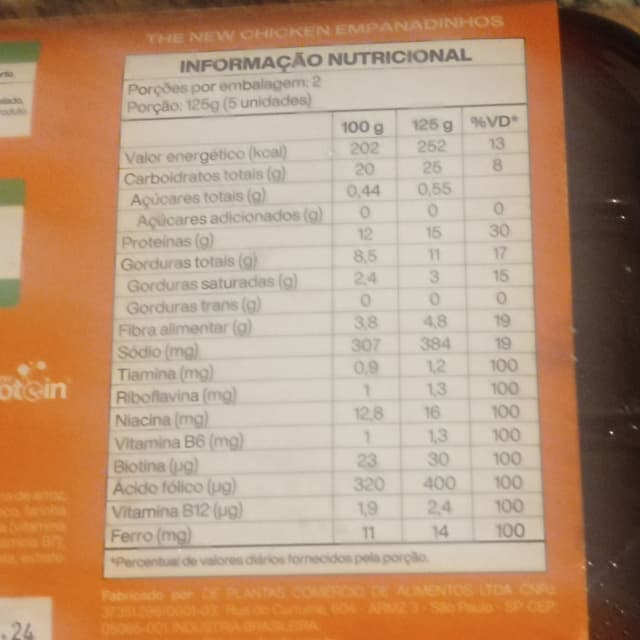 THE NEW CHICKEN EMPANADINHOS
INFORMAÇÃO NUTRICIONAL
Porções por embalagem: 2
Porção: 125g (5 unidades)
100 g 125 g %VD*
Valor energético (kcal) 202 252 13
Carboidratos totais (g) 20 25 8
Açúcares totais (g) 0,44 0,55
Açúcares adicionados (g) 0 0 0
Proteínas (g) 12 15 30
Gorduras totais (g) 8,5 11 17
Gorduras saturadas (g) 2,4 3 15
Gorduras trans (g) 0 0 0
Fibra alimentar (g) 3,8 4,8 19
Sódio (mg) 307 384 19
Tiamina (mg) 0,9 1,2 100
Riboflavina (mg) 1 1,3 100
Niacina (mg) 12,8 16 100
Vitamina B6 (mg) 1 1,3 100
Biotina (µg) 23 30 100
Ácido fólico (µg) 320 400 100
Vitamina B12 (µg) 1,9 2,4 100
Ferro (mg) 11 14 100
*Percentual de valores diários fornecidos pela porção.
Fabricado por: DE PLANTAS COMÉRCIO DE ALIMENTOS LTDA CNPJ
São Paulo - SP CEP
INDÚSTRIA BRASILEIRA
otein
.24